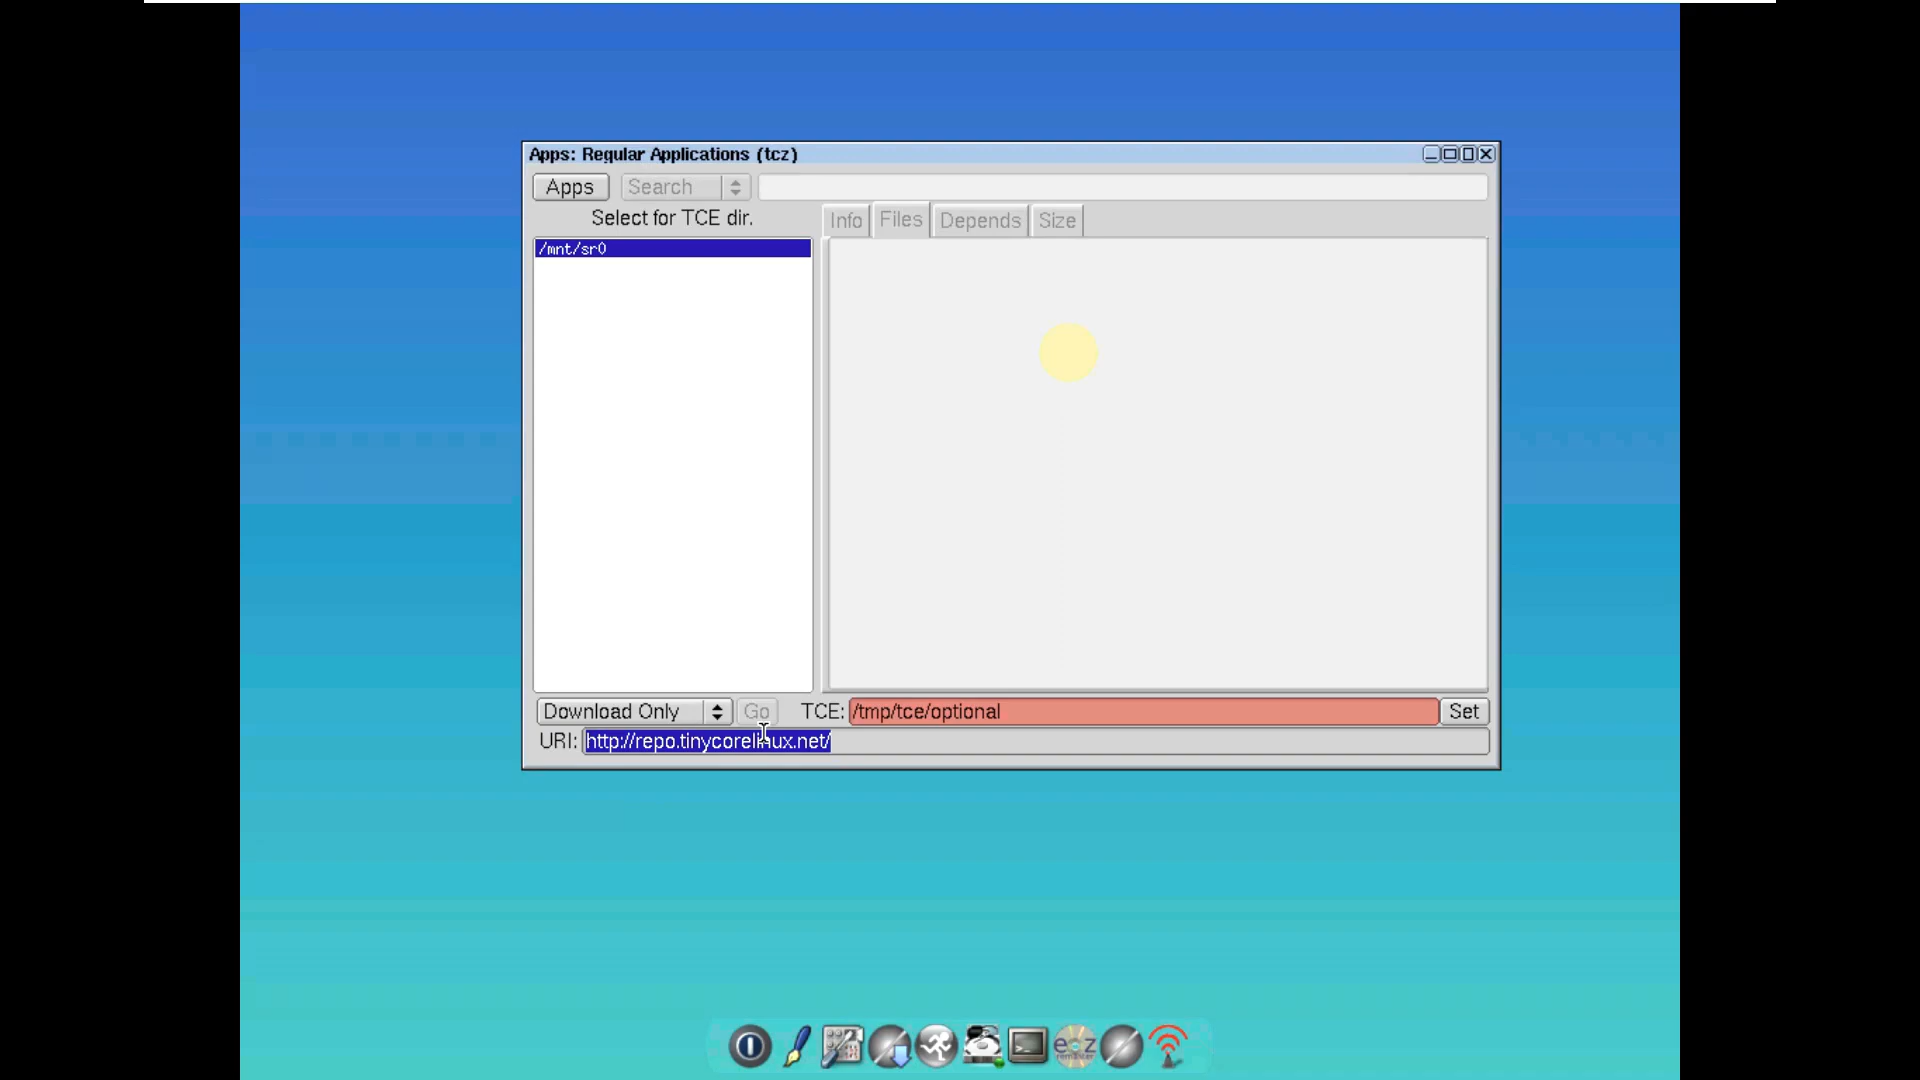 Apps: Regular Applications (tcz)
Apps
Search
Select for TCE dir.
Info
Files
Depends
Size
/mnt/sr0
Download Only
Go
TCE: /tmp/tce/optional
Set
URI: http://repo.tinycorelinux.net/
ezremaster